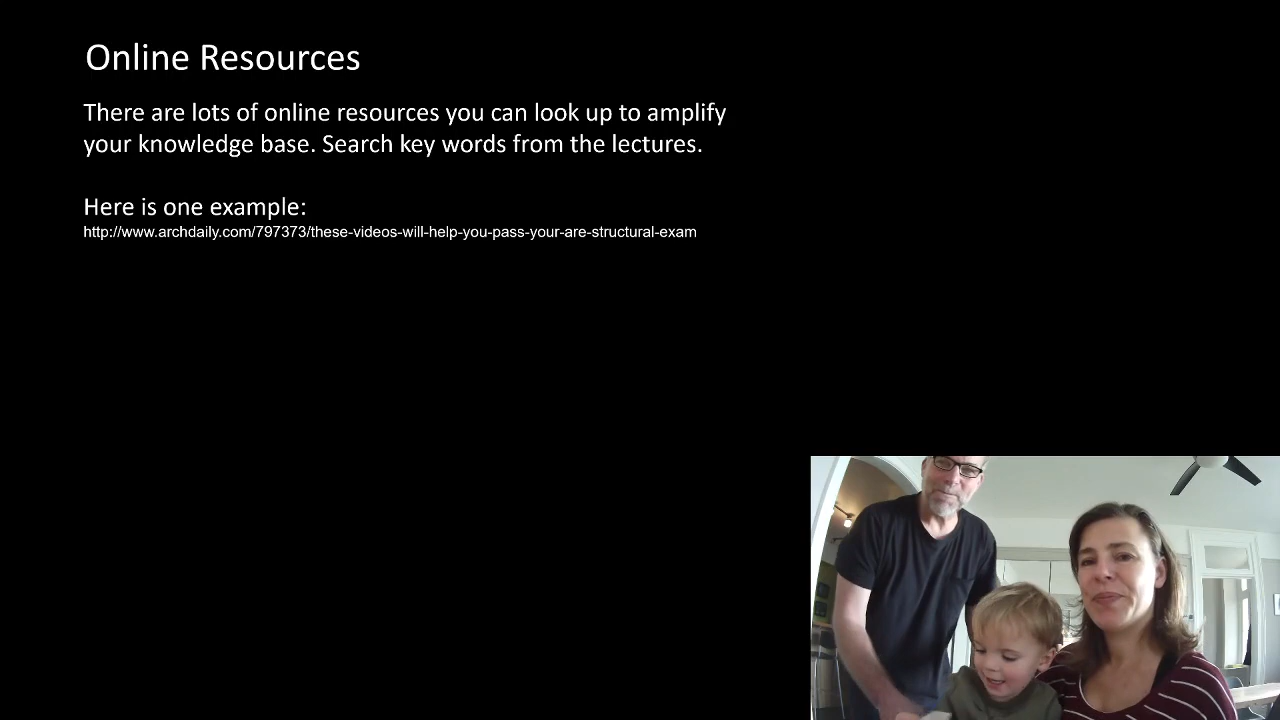 Online Resources
There are lots of online resources you can look up to amplify
your knowledge base. Search key words from the lectures.
Here is one example:
http://www.archdaily.com/797373/these-videos-will-help-you-pass-your-are-structural-exam